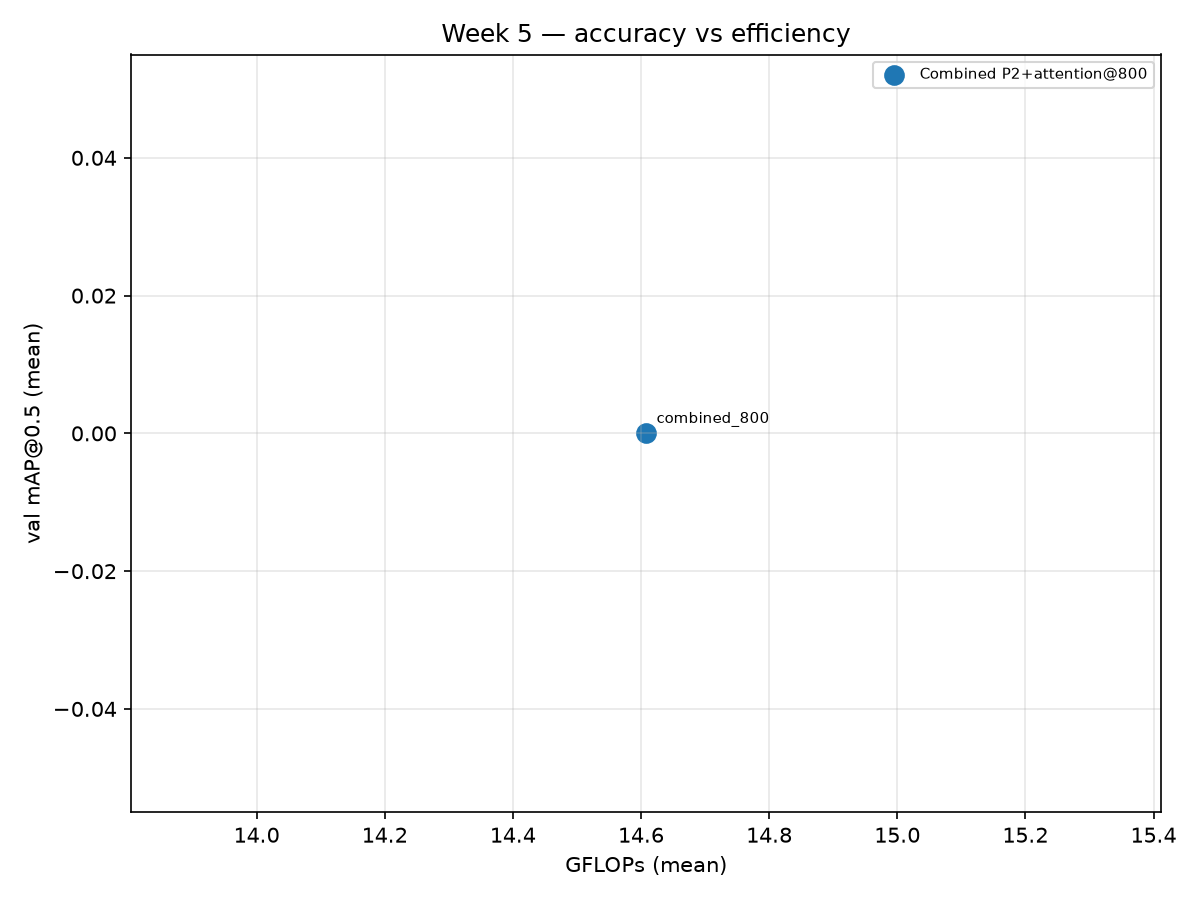 Week 5 — accuracy vs efficiency
Combined P2+attention@800
val mAP@0.5 (mean)
0.04
0.02
0.00
−0.02
−0.04
combined_800
14.0 14.2 14.4 14.6 14.8 15.0 15.2 15.4
GFLOPs (mean)